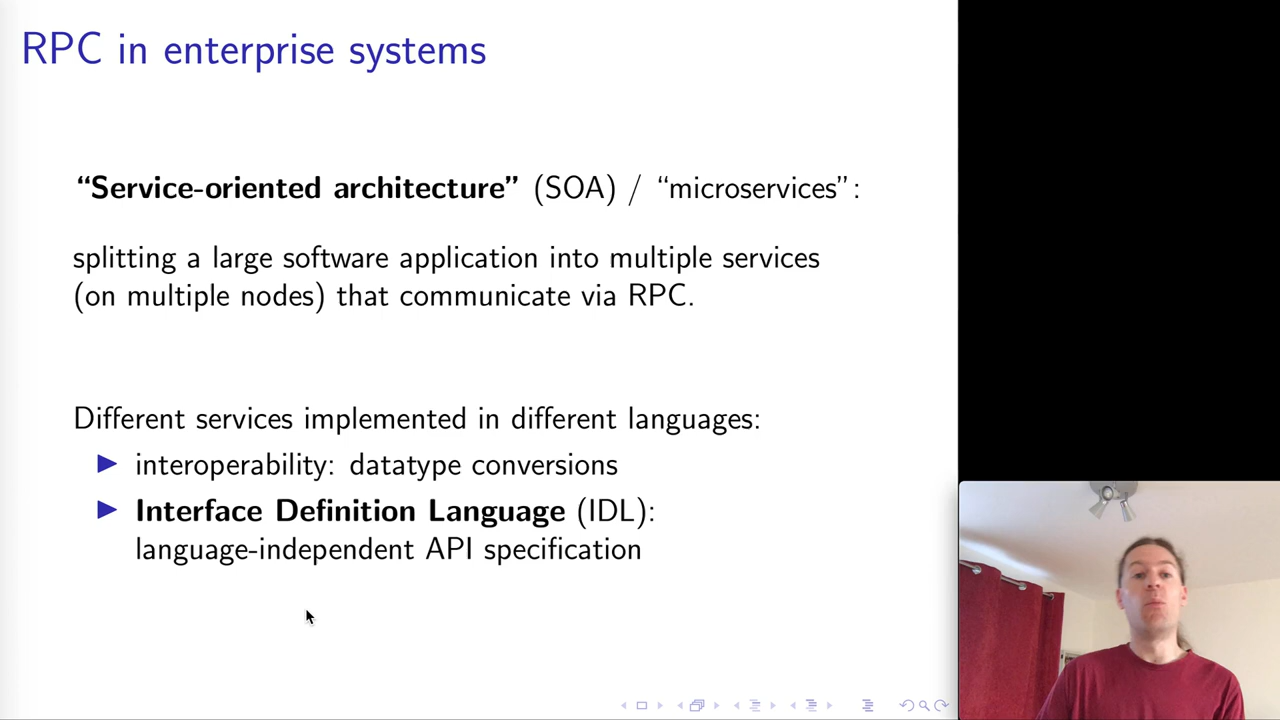 RPC in enterprise systems
“Service-oriented architecture” (SOA) / “microservices”:
splitting a large software application into multiple services
(on multiple nodes) that communicate via RPC.
Different services implemented in different languages:
▶ interoperability: datatype conversions
▶ Interface Definition Language (IDL):
language-independent API specification